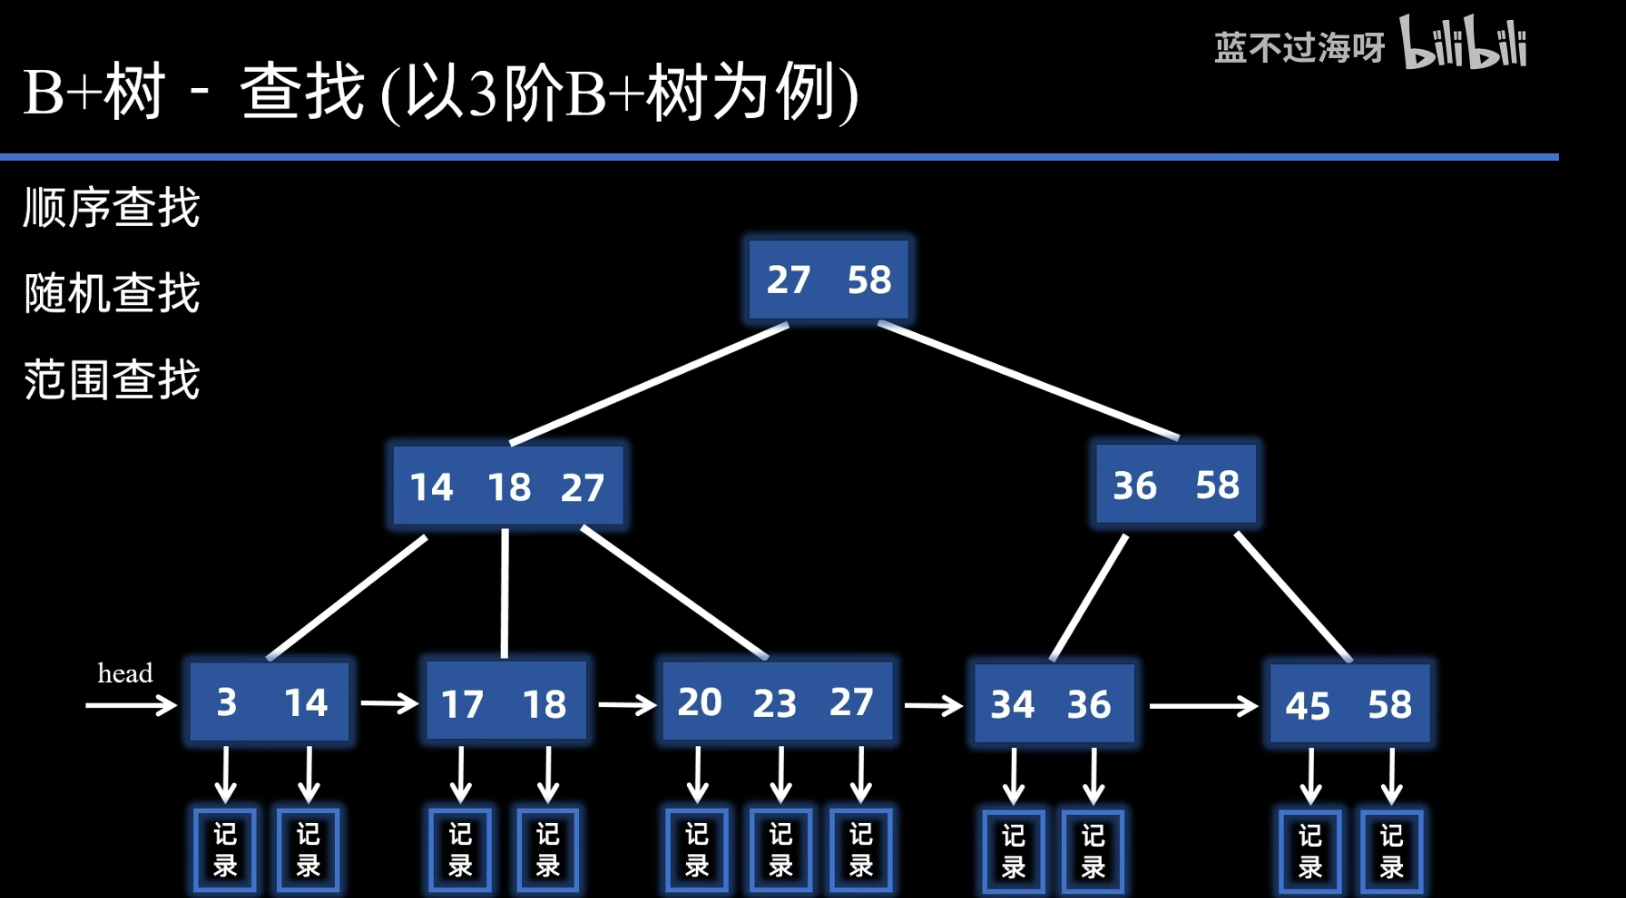 蓝不过海呀 bilibili
B+树 - 查找 (以3阶B+树为例)
顺序查找
随机查找
范围查找
27 58
14 18 27
36 58
head
3 14
17 18
20 23 27
34 36
45 58
记录
记录
记录
记录
记录
记录
记录
记录
记录
记录
记录